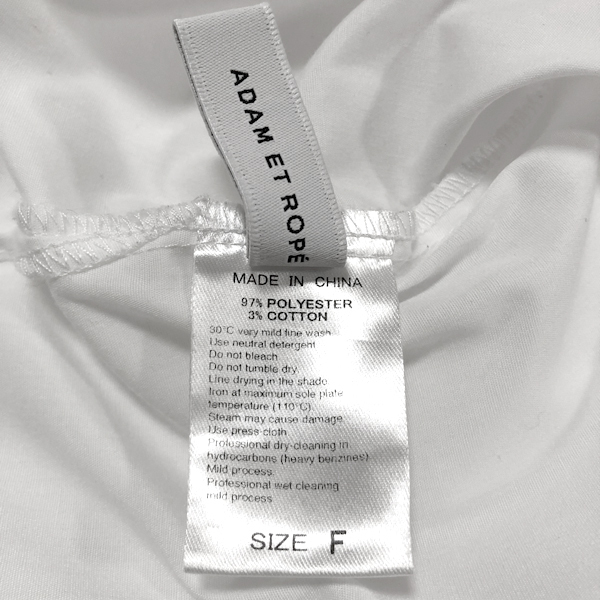 ADAM ET ROPÉ
MADE IN CHINA
97% POLYESTER
3% COTTON
30°C very mild fine wash
Use neutral detergent
Do not bleach.
Do not tumble dry.
Line drying in the shade
Iron at maximum sole plate
temperature (110°C).
Steam may cause damage.
Use press-cloth
Professional dry-cleaning in
hydrocarbons (heavy benzines).
Mild process.
Professional wet cleaning
mild process
SIZE F